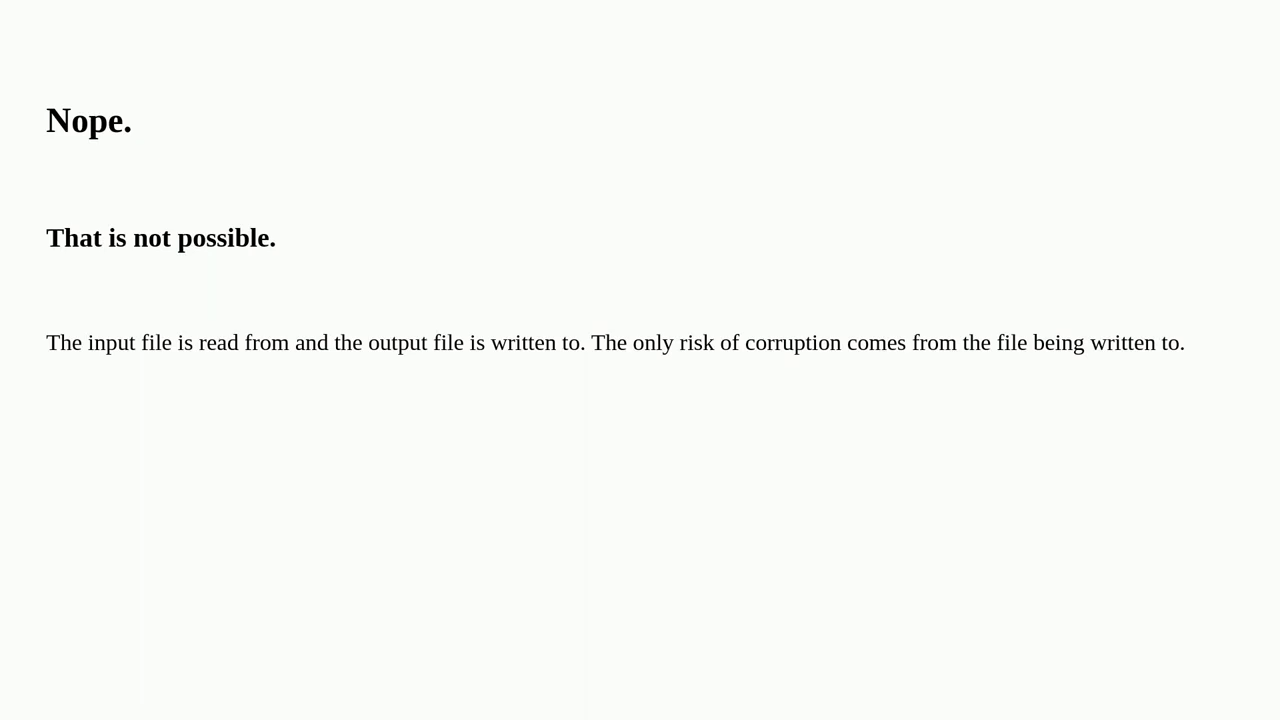 Nope.
That is not possible.
The input file is read from and the output file is written to. The only risk of corruption comes from the file being written to.